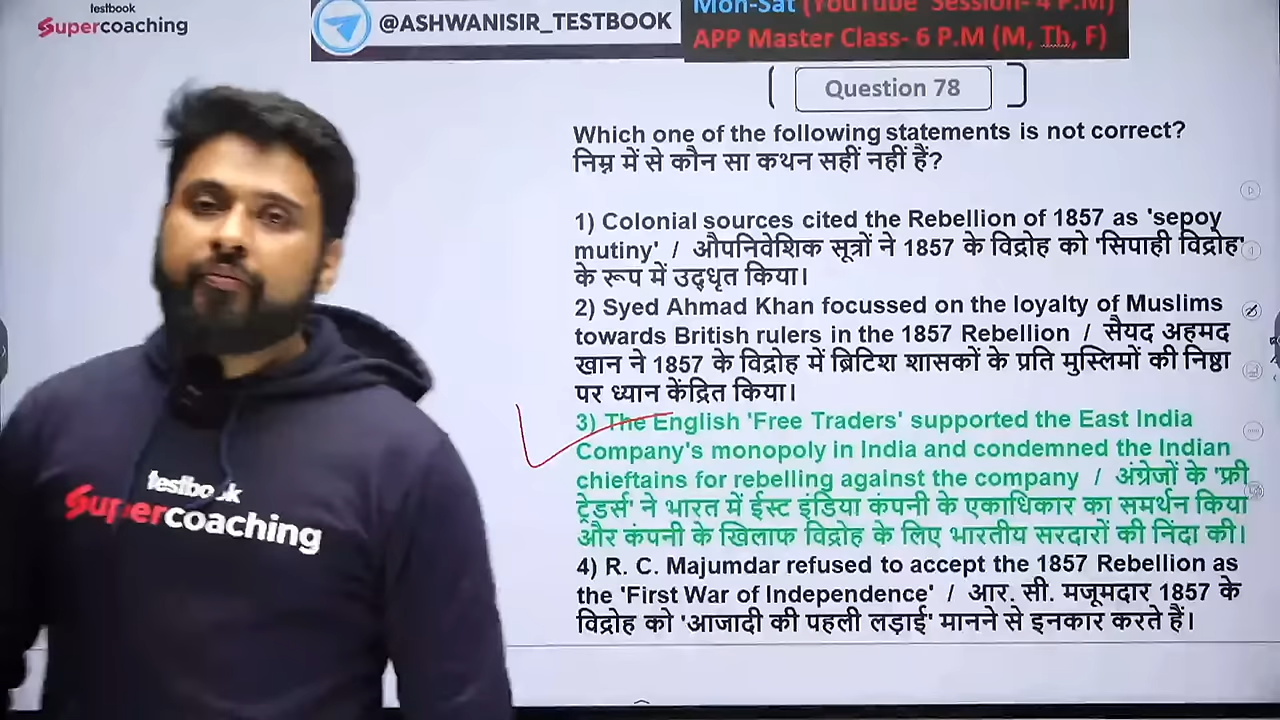 testbook
Supercoaching
@ASHWANISIR_TESTBOOK
Mon-Sat (YouTube Session- 4 P.M)
APP Master Class- 6 P.M (M, Th, F)
Question 78
Which one of the following statements is not correct?
निम्न में से कौन सा कथन सहीं नहीं हैं?
1) Colonial sources cited the Rebellion of 1857 as 'sepoy
mutiny' / औपनिवेशिक सूत्रों ने 1857 के विद्रोह को 'सिपाही विद्रोह'
के रूप में उद्धृत किया।
2) Syed Ahmad Khan focussed on the loyalty of Muslims
towards British rulers in the 1857 Rebellion / सैयद अहमद
खान ने 1857 के विद्रोह में ब्रिटिश शासकों के प्रति मुस्लिमों की निष्ठा
पर ध्यान केंद्रित किया।
3) The English 'Free Traders' supported the East India
Company's monopoly in India and condemned the Indian
chieftains for rebelling against the company / अंग्रेजों के 'फ्री
ट्रेडर्स' ने भारत में ईस्ट इंडिया कंपनी के एकाधिकार का समर्थन किया
और कंपनी के खिलाफ विद्रोह के लिए भारतीय सरदारों की निंदा की।
4) R. C. Majumdar refused to accept the 1857 Rebellion as
the 'First War of Independence' / आर. सी. मजूमदार 1857 के
विद्रोह को 'आजादी की पहली लड़ाई' मानने से इनकार करते हैं।
testbook
Supercoaching